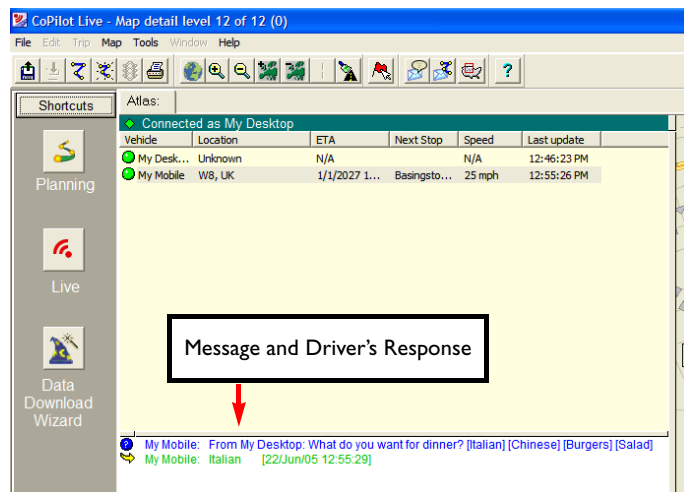 CoPilot Live - Map detail level 12 of 12 (0)
File Edit Trip Map Tools Window Help
Shortcuts
Atlas:
Connected as My Desktop
Vehicle Location ETA Next Stop Speed Last update
My Desk... Unknown N/A N/A 12:46:23 PM
My Mobile W8, UK 1/1/2027 1... Basingsto... 25 mph 12:55:26 PM
Planning
Live
Data
Download
Wizard
Message and Driver's Response
My Mobile: From My Desktop: What do you want for dinner? [Italian] [Chinese] [Burgers] [Salad]
My Mobile: Italian [22/Jun/05 12:55:29]